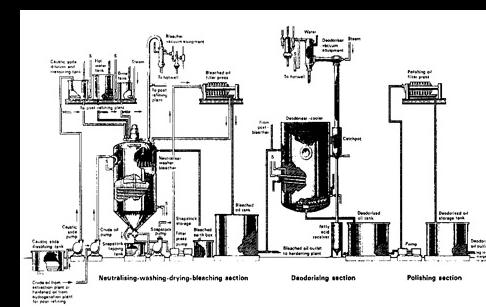 Bleacher
vacuum equipment
Water
Deodoriser
vacuum
equipment
Steam
Caustic soda
dilution and
measuring tank
Hot
water
tank
Brine
tank
Steam
To hotwell
Bleached oil
filter press
To hotwell
Polishing oil
filter press
To post refining plant
To post
refining
plant
From
post-
bleacher
Deodoriser-cooler
Catchpot
Neutraliser
washer
bleacher
Bleached
oil tank
Deodorised
oil tank
Deodorised oil
storage tank
Caustic
soda
pump
Crude oil
pump
Soapstock
pump
Soapstock
storage
Filter
press
pump
Bleached
earth box
fatty
acid
receiver
Pump
Caustic soda
dissolving tank
Bleached oil outlet
to hardening plant
Crude oil from
extraction plant or
hardened oil from
hydrogenation plant
for post refining
Neutralising-washing-drying-bleaching section
Deodorising section
Polishing section